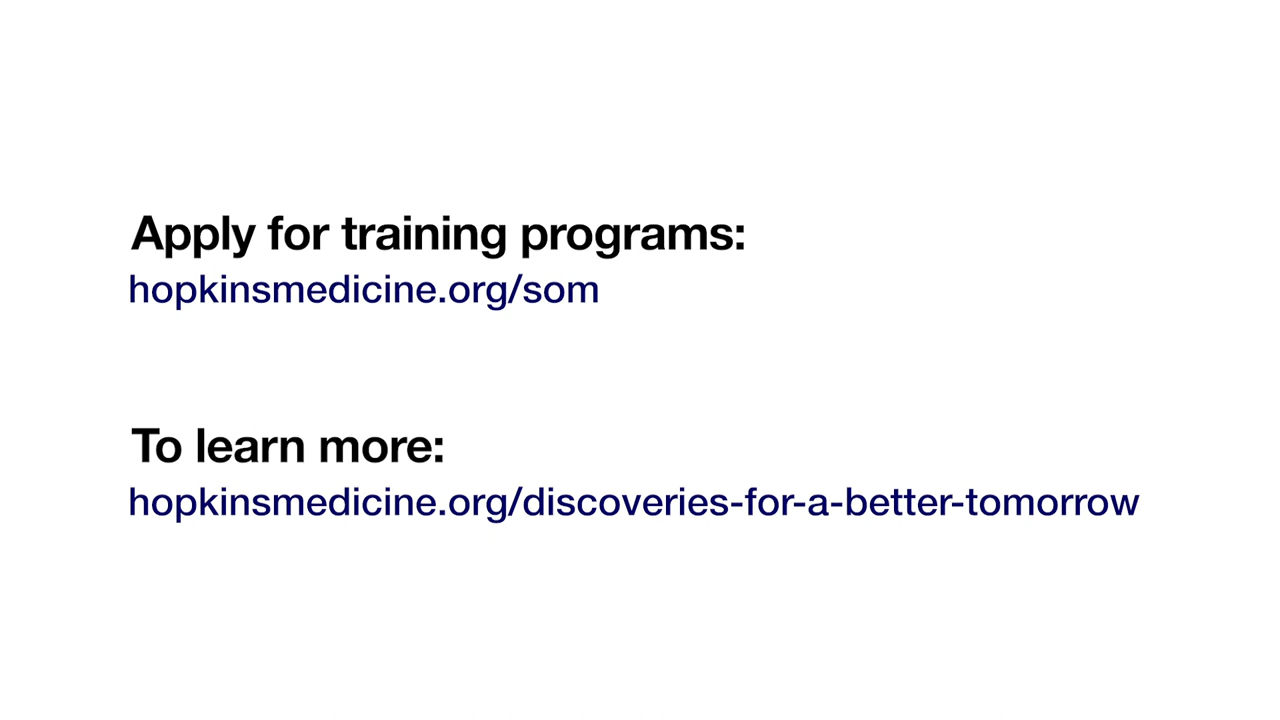 Apply for training programs:
hopkinsmedicine.org/som
To learn more:
hopkinsmedicine.org/discoveries-for-a-better-tomorrow